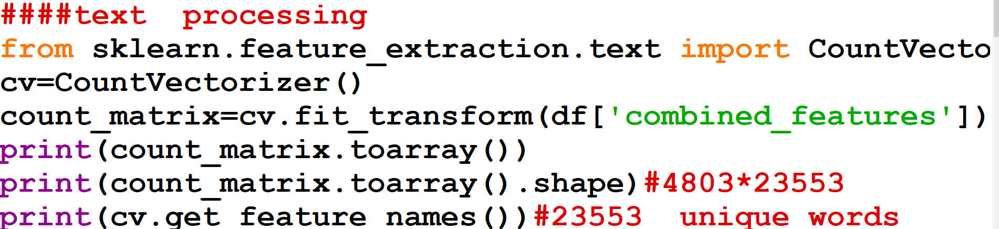 ####text  processing
from sklearn.feature_extraction.text import CountVecto
cv=CountVectorizer()
count_matrix=cv.fit_transform(df['combined_features'])
print(count_matrix.toarray())
print(count_matrix.toarray().shape)#4803*23553
print(cv.get_feature_names())#23553  unique words